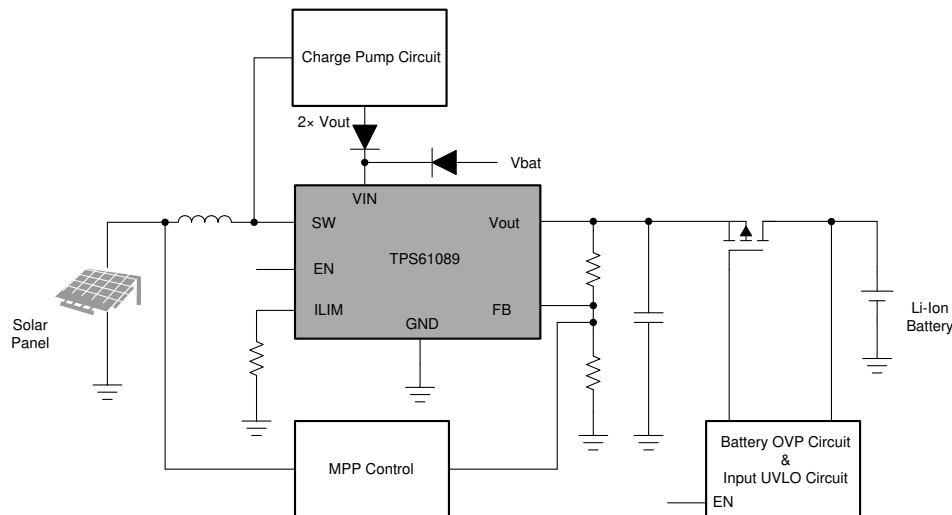 Charge Pump Circuit
2× Vout
Vbat
VIN
SW
Vout
TPS61089
EN
ILIM
FB
GND
Solar
Panel
Li-Ion
Battery
MPP Control
Battery OVP Circuit
&
Input UVLO Circuit
EN